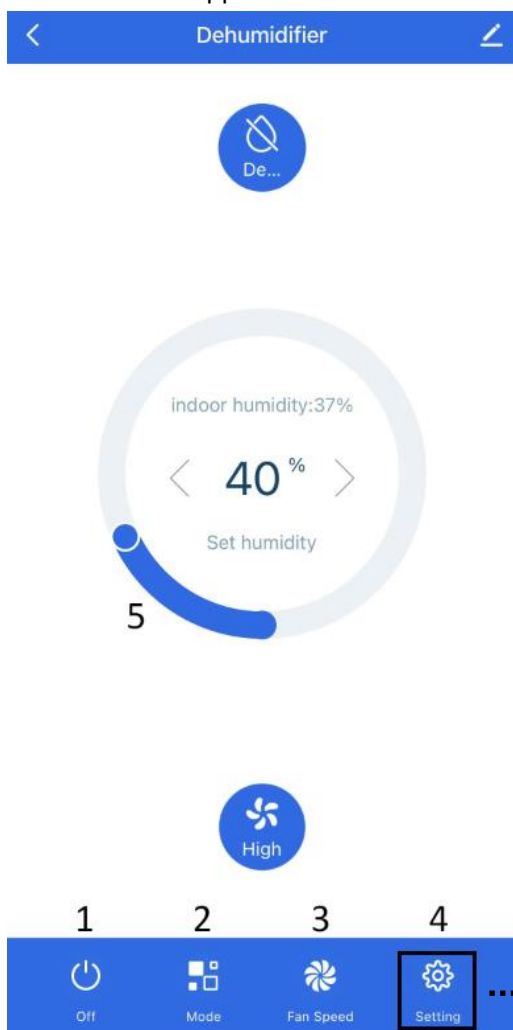 Dehumidifier
De...
indoor humidity:37%
40 %
Set humidity
5
High
1 2 3 4
Off Mode Fan Speed Setting ...